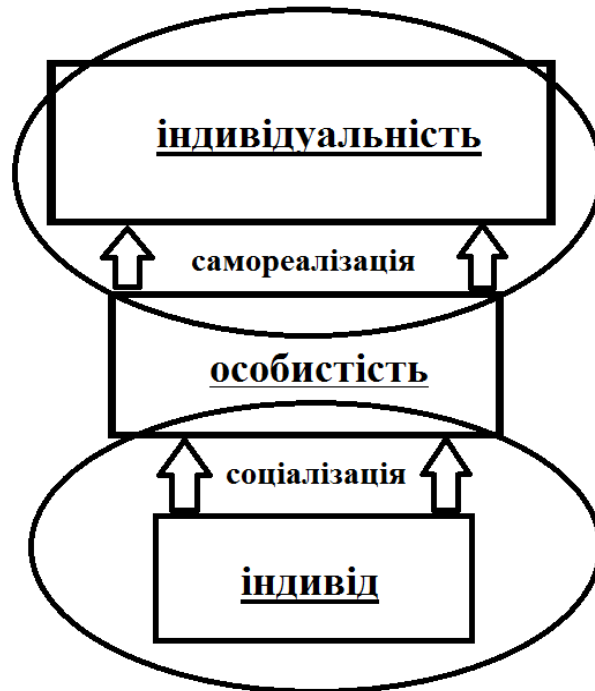 індивідуальність
самореалізація
особистість
соціалізація
індивід